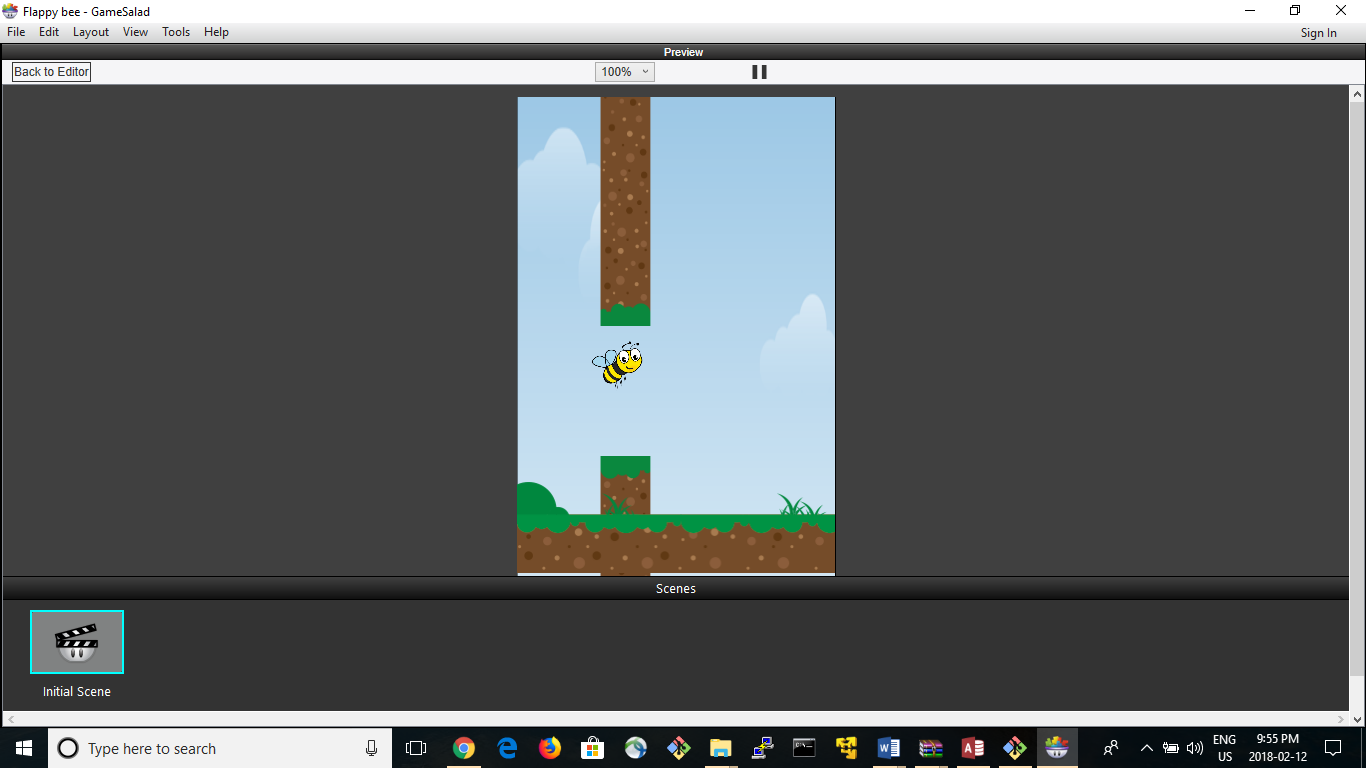 Flappy bee - GameSalad
File Edit Layout View Tools Help Sign In
Preview
Back to Editor 100%
Scenes
Initial Scene
Type here to search
ENG 9:55 PM
US 2018-02-12